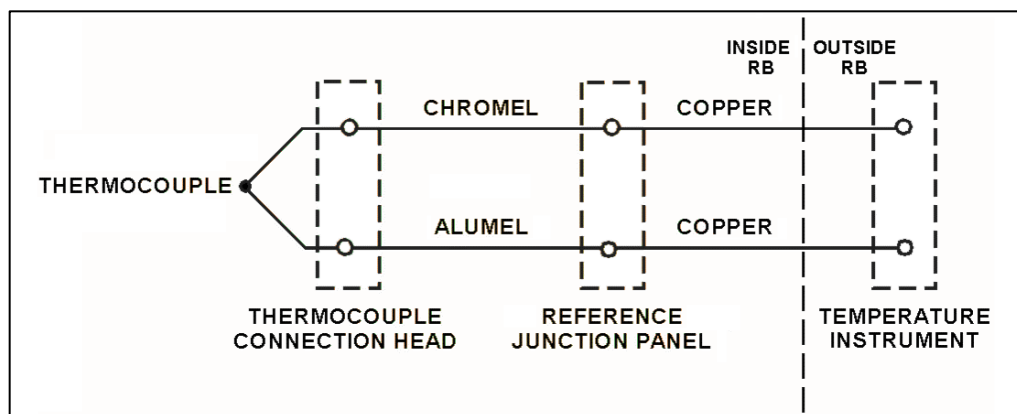 INSIDE
RB
OUTSIDE
RB
CHROMEL
COPPER
THERMOCOUPLE
ALUMEL
COPPER
THERMOCOUPLE
CONNECTION HEAD
REFERENCE
JUNCTION PANEL
TEMPERATURE
INSTRUMENT